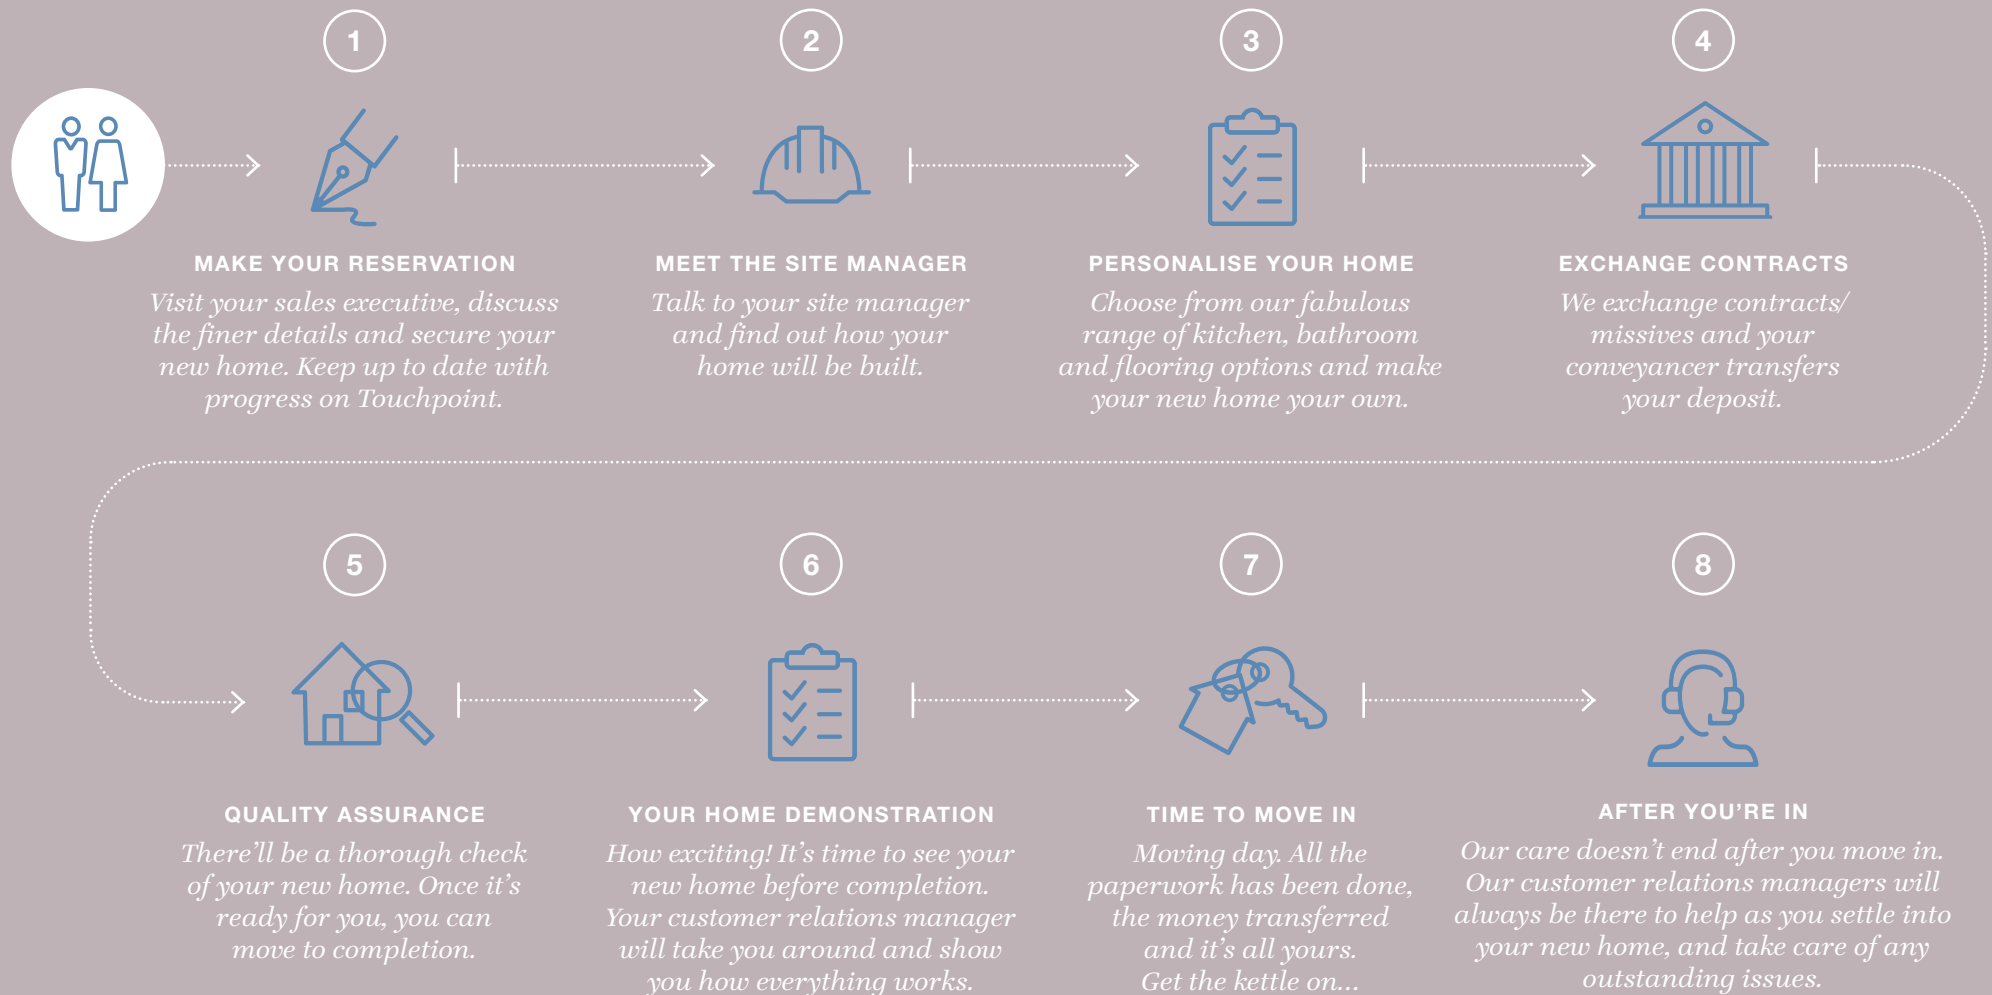 1
MAKE YOUR RESERVATION
Visit your sales executive, discuss
the finer details and secure your
new home. Keep up to date with
progress on Touchpoint.
2
MEET THE SITE MANAGER
Talk to your site manager
and find out how your
home will be built.
3
PERSONALISE YOUR HOME
Choose from our fabulous
range of kitchen, bathroom
and flooring options and make
your new home your own.
4
EXCHANGE CONTRACTS
We exchange contracts/
missives and your
conveyancer transfers
your deposit.
5
QUALITY ASSURANCE
There’ll be a thorough check
of your new home. Once it’s
ready for you, you can
move to completion.
6
YOUR HOME DEMONSTRATION
How exciting! It’s time to see your
new home before completion.
Your customer relations manager
will take you around and show
you how everything works.
7
TIME TO MOVE IN
Moving day. All the
paperwork has been done,
the money transferred
and it’s all yours.
Get the kettle on...
8
AFTER YOU’RE IN
Our care doesn’t end after you move in.
Our customer relations managers will
always be there to help as you settle into
your new home, and take care of any
outstanding issues.